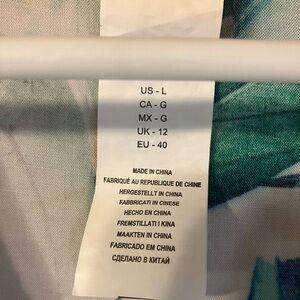 US - L
CA - G
MX - G
UK - 12
EU - 40
MADE IN CHINA
FABRIQUÉ AU REPUBLIQUE DE CHINE
HERGESTELLT IN CHINA
FABBRICATI IN CINESE
HECHO EN CHINA
FREMSTILLATI I KINA
MAAKTEN IN CHINA
FABRICADO EM CHINA
СДЕЛАНО В КИТАЙ